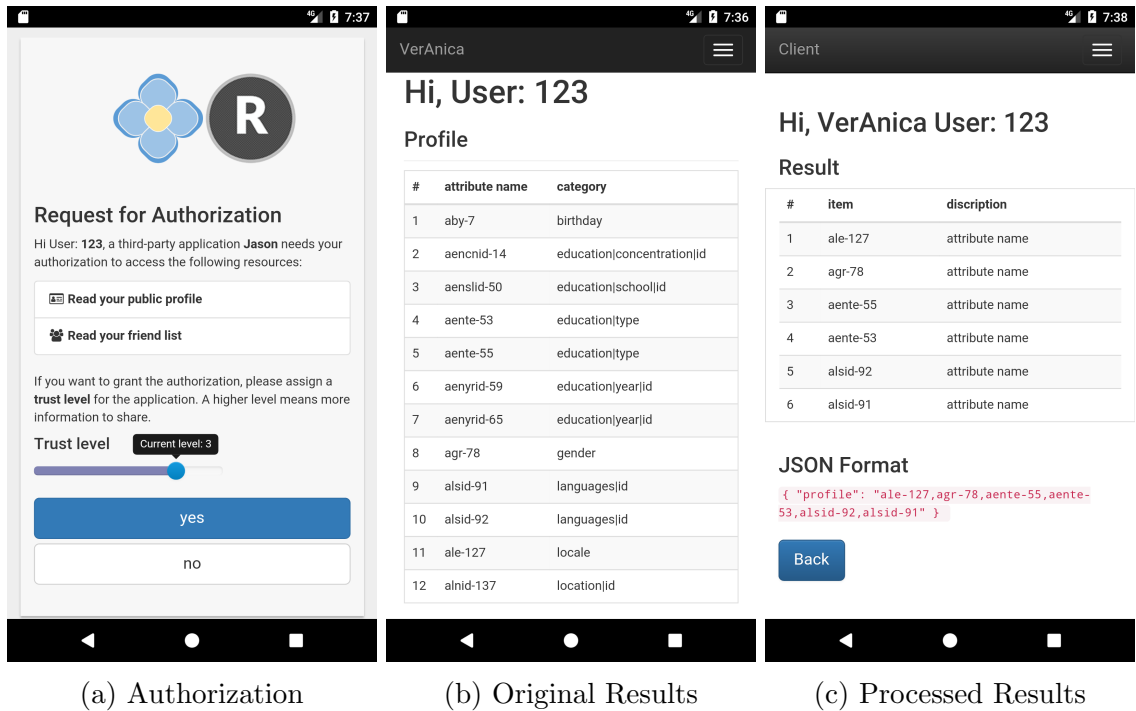 4G 7:37
R
Request for Authorization
Hi User: 123, a third-party application Jason needs your
authorization to access the following resources:
Read your public profile
Read your friend list
If you want to grant the authorization, please assign a
trust level for the application. A higher level means more
information to share.
Trust level Current level: 3
yes
no
(a) Authorization
4G 7:36
VerAnica
Hi, User: 123
Profile
# attribute name category
1 aby-7 birthday
2 aencnid-14 education|concentration|id
3 aenslid-50 education|school|id
4 aente-53 education|type
5 aente-55 education|type
6 aenyrid-59 education|year|id
7 aenyrid-65 education|year|id
8 agr-78 gender
9 alsid-91 languages|id
10 alsid-92 languages|id
11 ale-127 locale
12 alnid-137 location|id
(b) Original Results
4G 7:38
Client
Hi, VerAnica User: 123
Result
# item discription
1 ale-127 attribute name
2 agr-78 attribute name
3 aente-55 attribute name
4 aente-53 attribute name
5 alsid-92 attribute name
6 alsid-91 attribute name
JSON Format
{ "profile": "ale-127,agr-78,aente-55,aente-
53,alsid-92,alsid-91" }
Back
(c) Processed Results